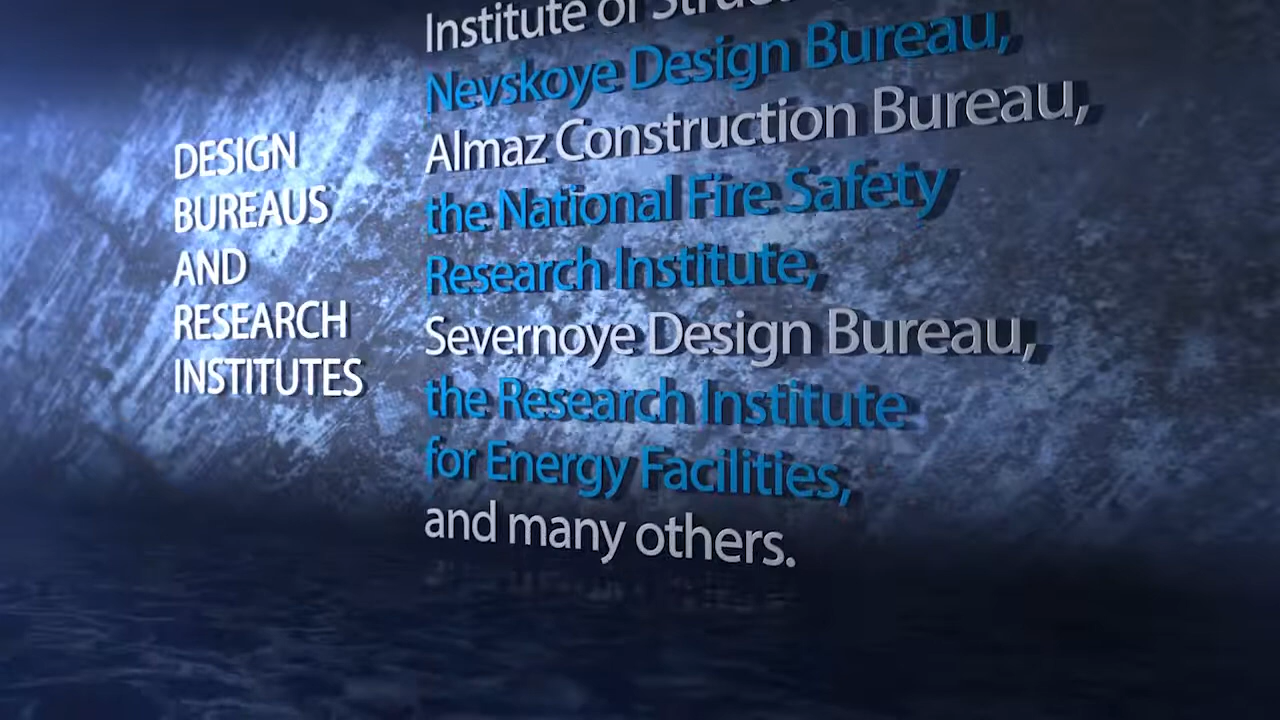 DESIGN
BUREAUS
AND
RESEARCH
INSTITUTES
Institute of
Nevskoye Design Bureau,
Almaz Construction Bureau,
the National Fire Safety
Research Institute,
Severnoye Design Bureau,
the Research Institute
for Energy Facilities,
and many others.